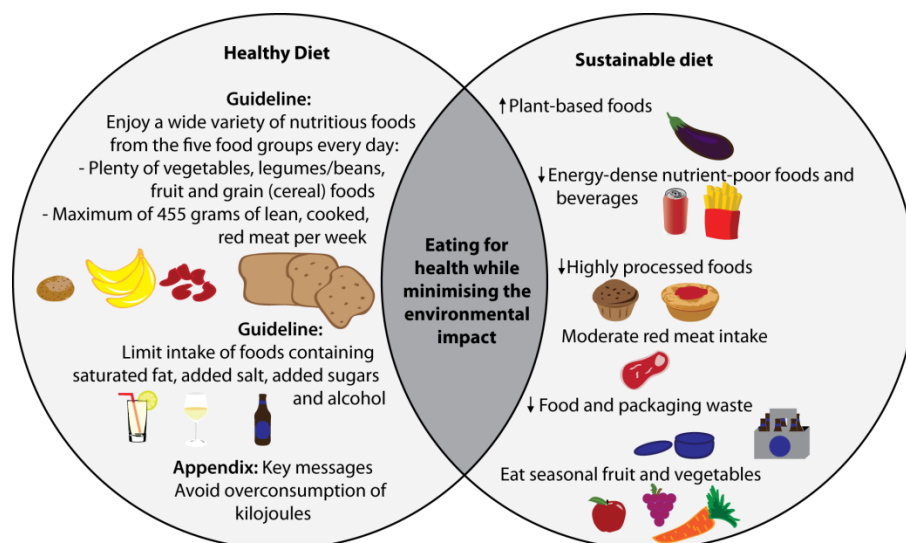 Healthy Diet
Guideline:
Enjoy a wide variety of nutritious foods
from the five food groups every day:
- Plenty of vegetables, legumes/beans,
fruit and grain (cereal) foods
- Maximum of 455 grams of lean, cooked,
red meat per week
Guideline:
Limit intake of foods containing
saturated fat, added salt, added sugars
and alcohol
Appendix: Key messages
Avoid overconsumption of
kilojoules
Eating for
health while
minimising the
environmental
impact
Sustainable diet
↑Plant-based foods
↓Energy-dense nutrient-poor foods and
beverages
↓Highly processed foods
Moderate red meat intake
↓ Food and packaging waste
Eat seasonal fruit and vegetables